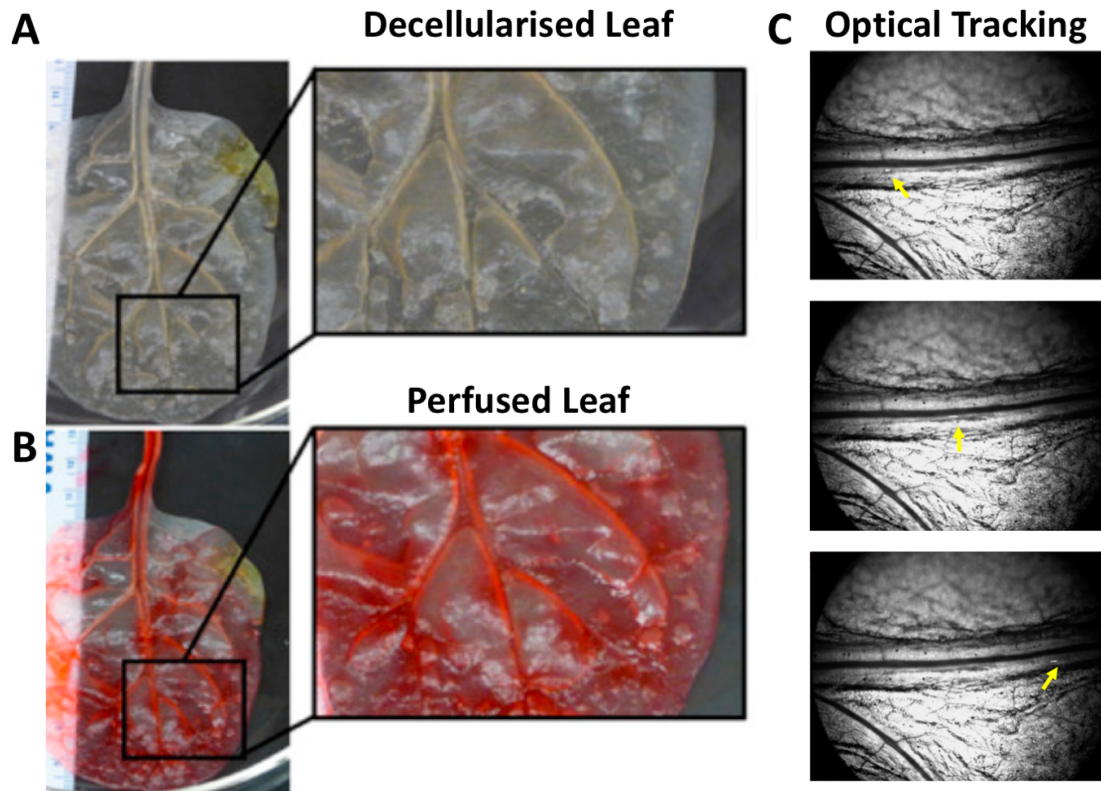 A
Decellularised Leaf
C
Optical Tracking
Perfused Leaf
B